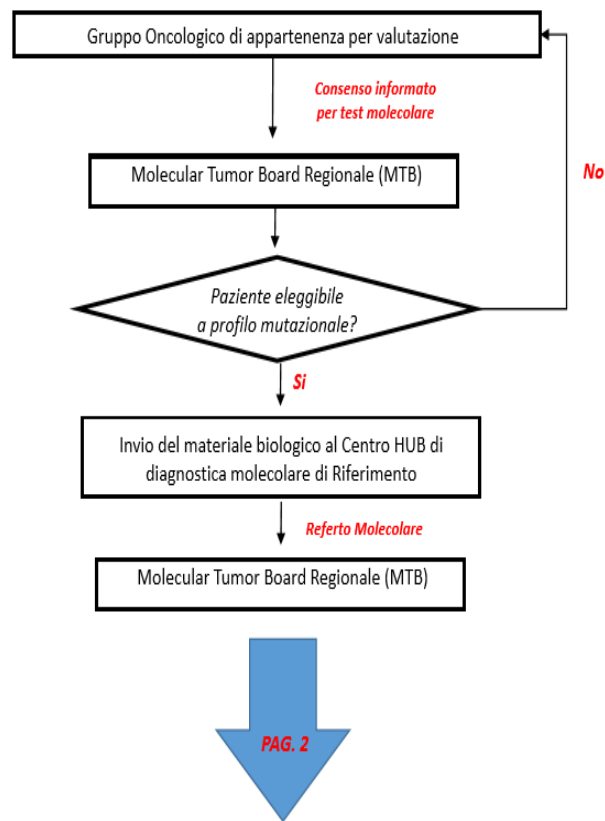 Gruppo Oncologico di appartenenza per valutazione
Consenso informato
per test molecolare
Molecular Tumor Board Regionale (MTB)
No
Paziente eleggibile
a profilo mutazionale?
Si
Invio del materiale biologico al Centro HUB di
diagnostica molecolare di Riferimento
Referto Molecolare
Molecular Tumor Board Regionale (MTB)
PAG. 2